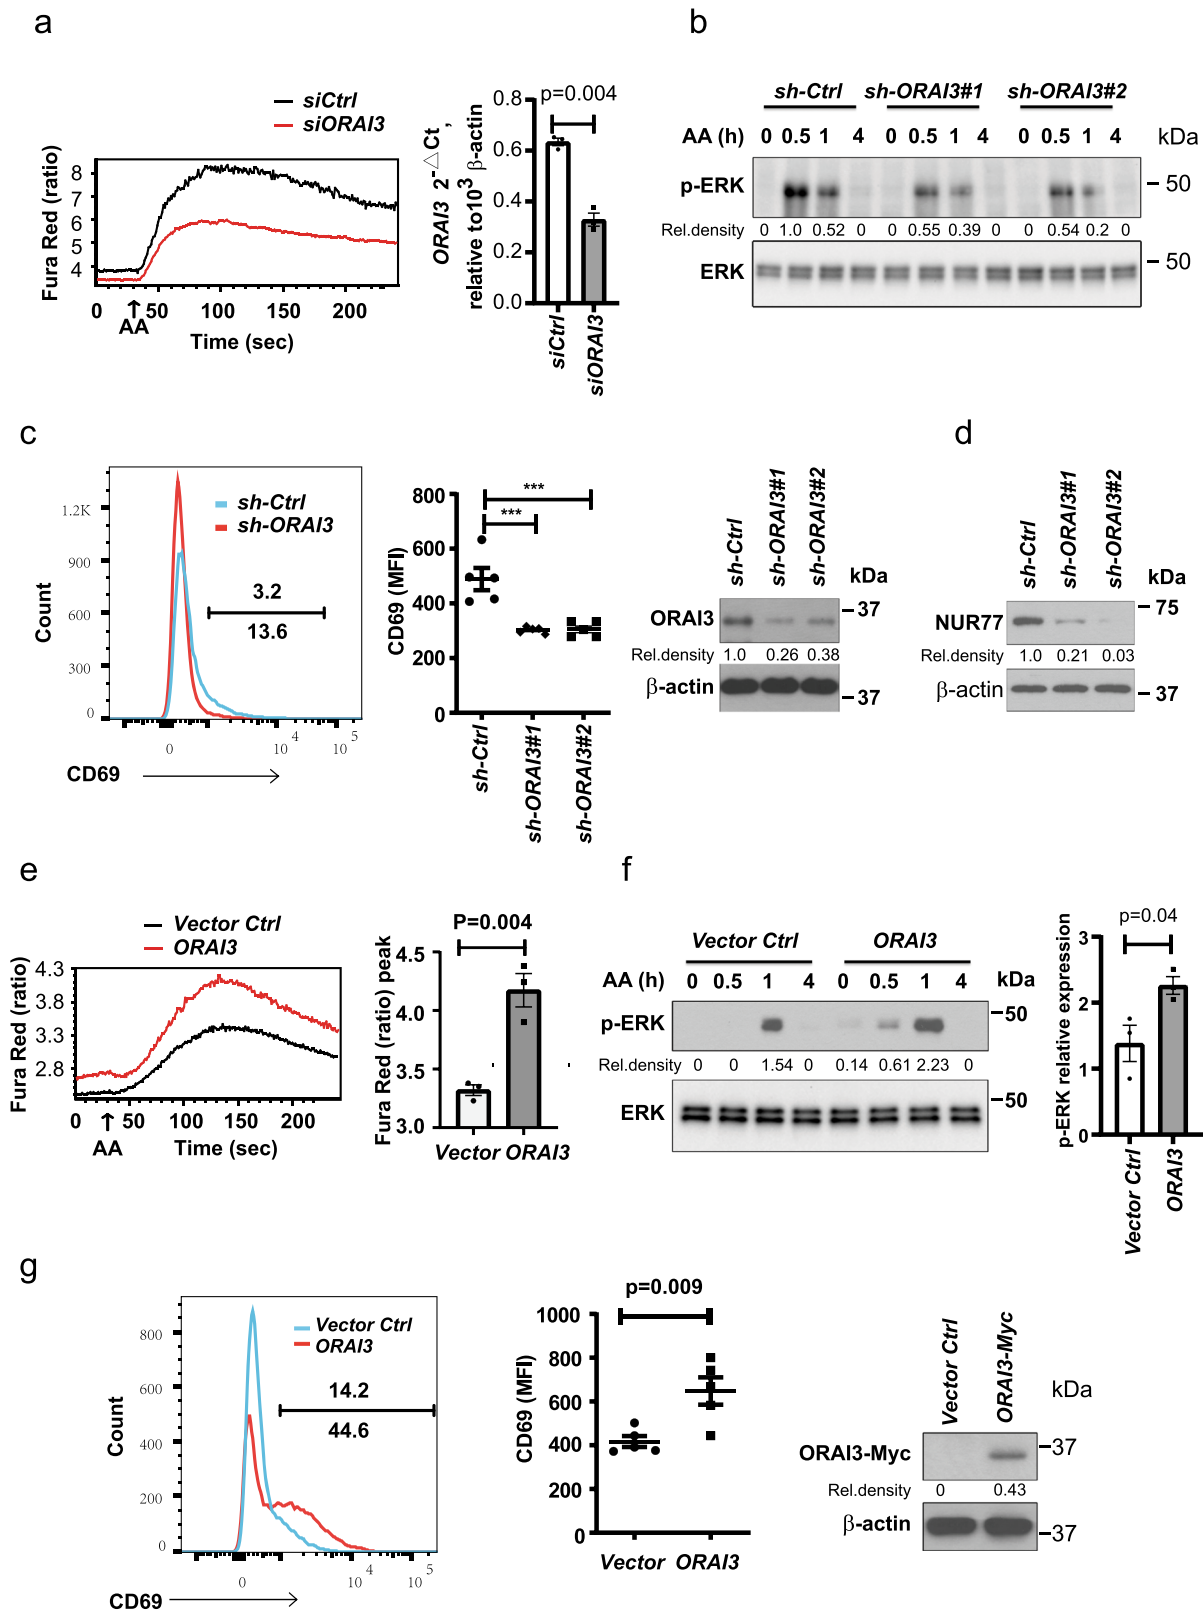 a
siCtrl
siORAI3
Fura Red (ratio)
8
7
6
5
4
0 50 100 150 200
AA
Time (sec)
ORAI3 2^-△Ct,
relative to10^3 β-actin
p=0.004
0.8
0.6
0.4
0.2
0.0
siCtrl
siORAI3
b
sh-Ctrl sh-ORAI3#1 sh-ORAI3#2
AA (h) 0 0.5 1 4 0 0.5 1 4 0 0.5 1 4 kDa
p-ERK 50
Rel.density 0 1.0 0.52 0 0 0.55 0.39 0 0 0.54 0.2 0
ERK 50
c
sh-Ctrl
sh-ORAI3
Count
1.2K
900
600
300
0
3.2
13.6
0 10^4 10^5
CD69
CD69 (MFI)
800
600
400
200
0
***
***
sh-Ctrl
sh-ORAI3#1
sh-ORAI3#2
sh-Ctrl
sh-ORAI3#1
sh-ORAI3#2
kDa
ORAI3 37
Rel.density 1.0 0.26 0.38
β-actin 37
d
sh-Ctrl
sh-ORAI3#1
sh-ORAI3#2
kDa
75
NUR77
Rel.density 1.0 0.21 0.03
β-actin 37
e
Vector Ctrl
ORAI3
Fura Red (ratio)
4.3
3.8
3.3
2.8
0 50 100 150 200
AA Time (sec)
Fura Red (ratio) peak
P=0.004
4.5
4.0
3.5
3.0
Vector ORAI3
f
Vector Ctrl ORAI3
AA (h) 0 0.5 1 4 0 0.5 1 4 kDa
p-ERK 50
Rel.density 0 0 1.54 0 0.14 0.61 2.23 0
ERK 50
p-ERK relative expression
p=0.04
3
2
1
0
Vector Ctrl
ORAI3
g
Vector Ctrl
ORAI3
Count
800
600
400
200
0
14.2
44.6
0 10^4 10^5
CD69
CD69 (MFI)
p=0.009
1000
800
600
400
200
0
Vector ORAI3
Vector Ctrl
ORAI3-Myc
kDa
ORAI3-Myc 37
Rel.density 0 0.43
β-actin 37